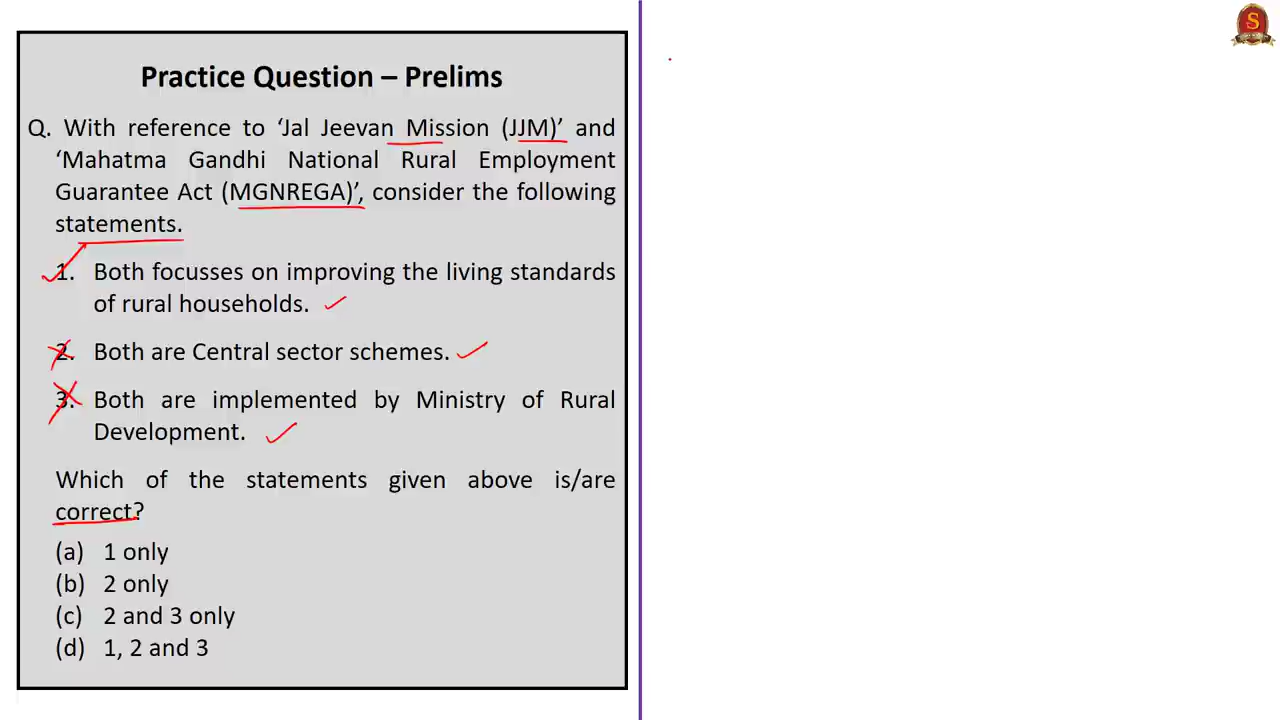 Practice Question – Prelims
Q. With reference to ‘Jal Jeevan Mission (JJM)’ and
‘Mahatma Gandhi National Rural Employment
Guarantee Act (MGNREGA)’, consider the following
statements.
1. Both focusses on improving the living standards
of rural households.
2. Both are Central sector schemes.
3. Both are implemented by Ministry of Rural
Development.
Which of the statements given above is/are
correct?
(a) 1 only
(b) 2 only
(c) 2 and 3 only
(d) 1, 2 and 3
S